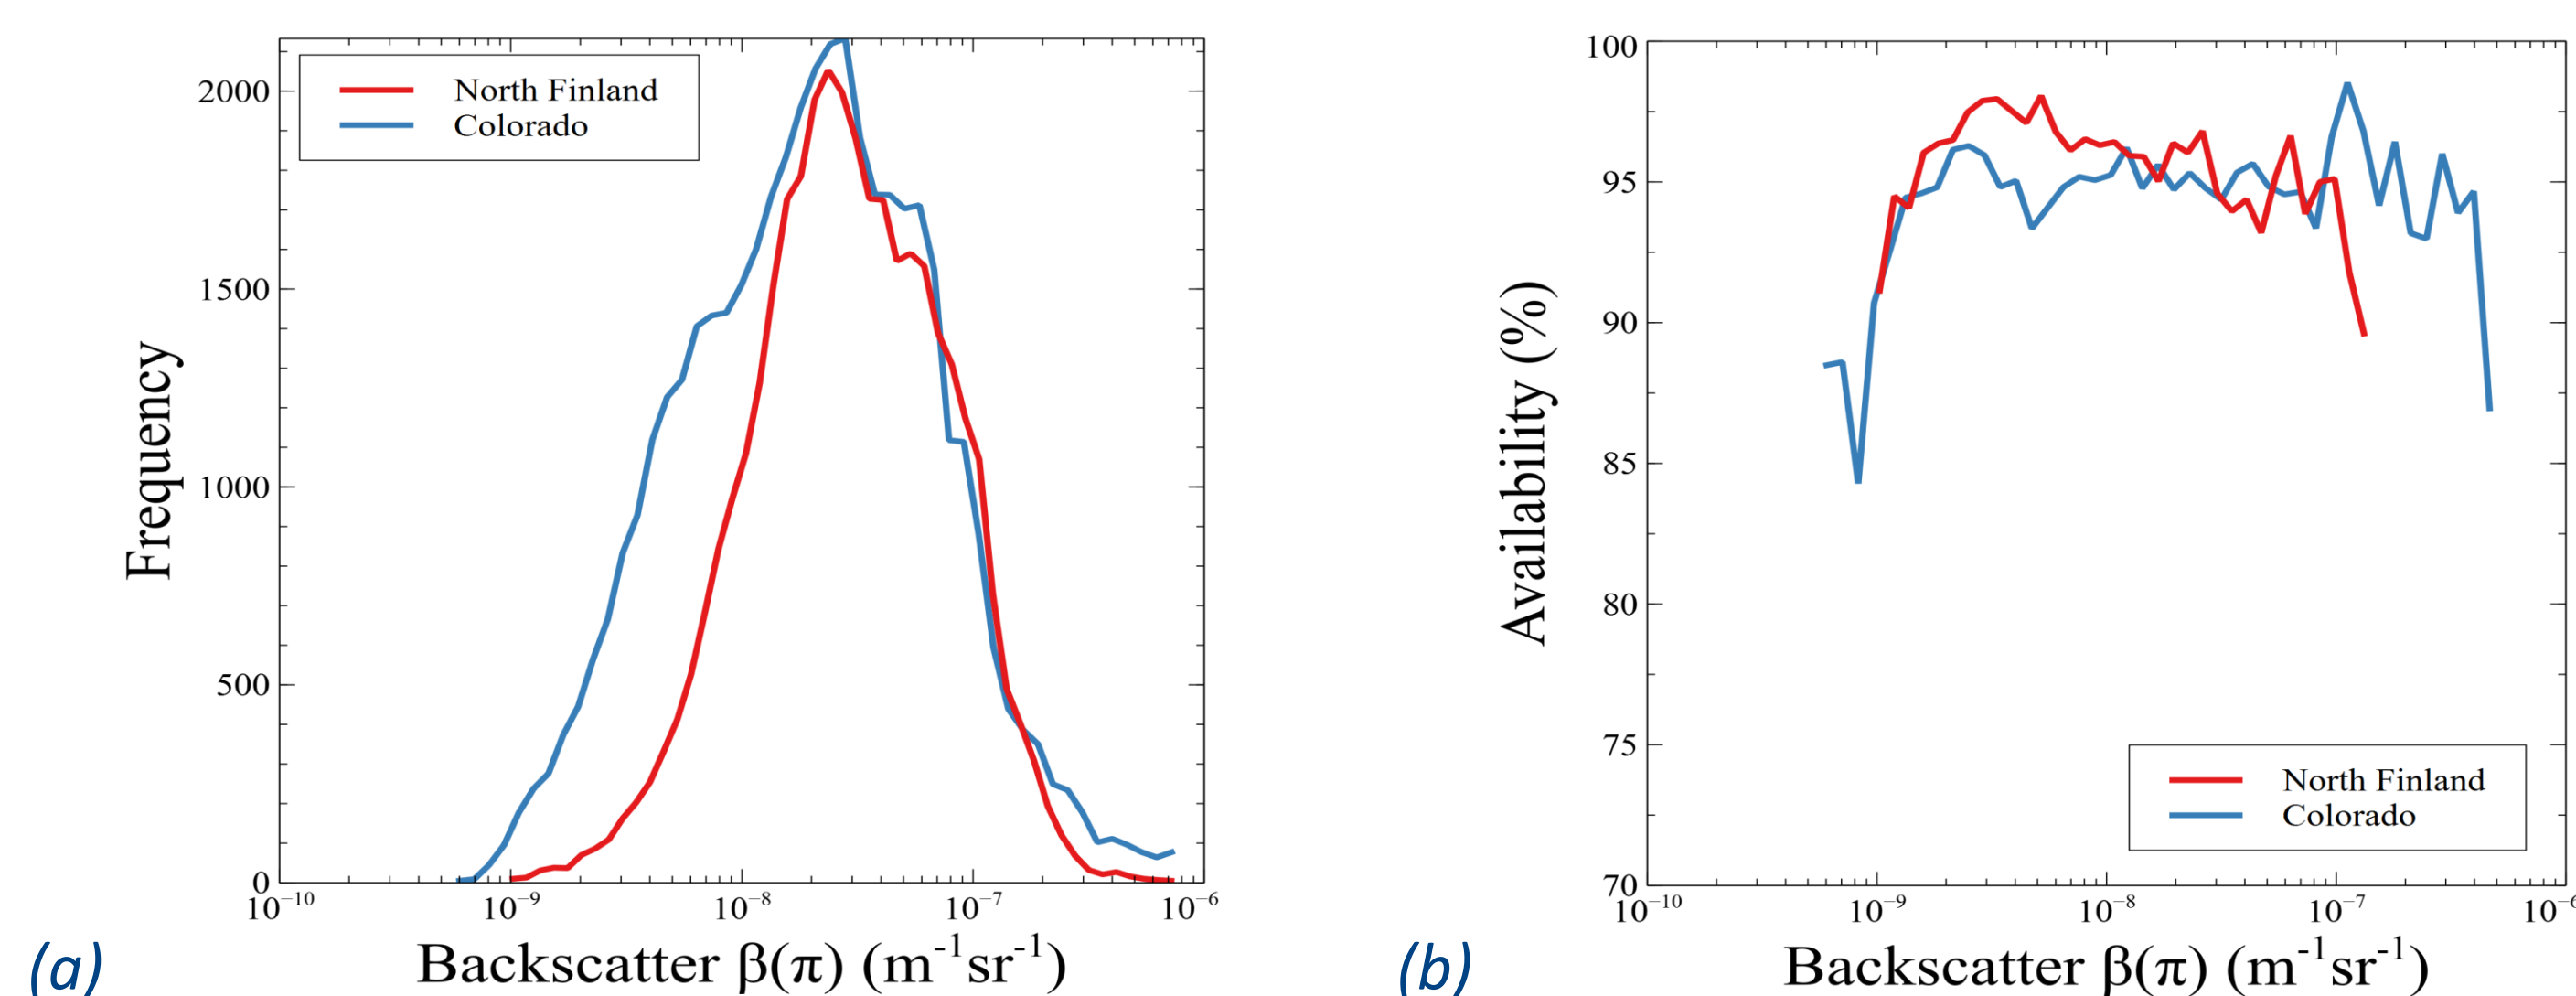 North Finland
Colorado
2000
1500
1000
500
0
10⁻¹⁰
10⁻⁹
10⁻⁸
10⁻⁷
10⁻⁶
Frequency
Backscatter β(π) (m⁻¹sr⁻¹)
(a)
100
95
90
85
80
75
70
10⁻¹⁰
10⁻⁹
10⁻⁸
10⁻⁷
10⁻⁶
Availability (%)
North Finland
Colorado
Backscatter β(π) (m⁻¹sr⁻¹)
(b)